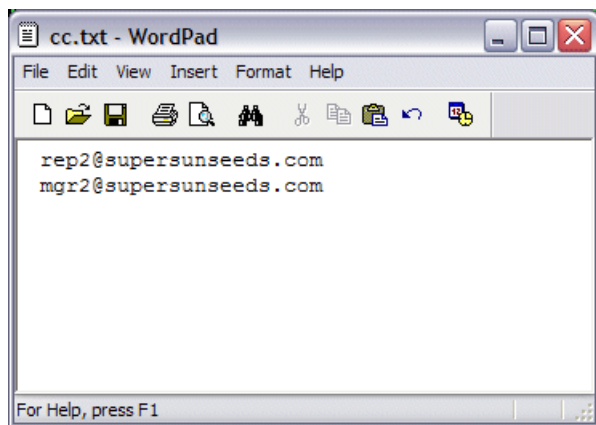 cc.txt - WordPad
File Edit View Insert Format Help
rep2@supersunseeds.com
mgr2@supersunseeds.com
For Help, press F1